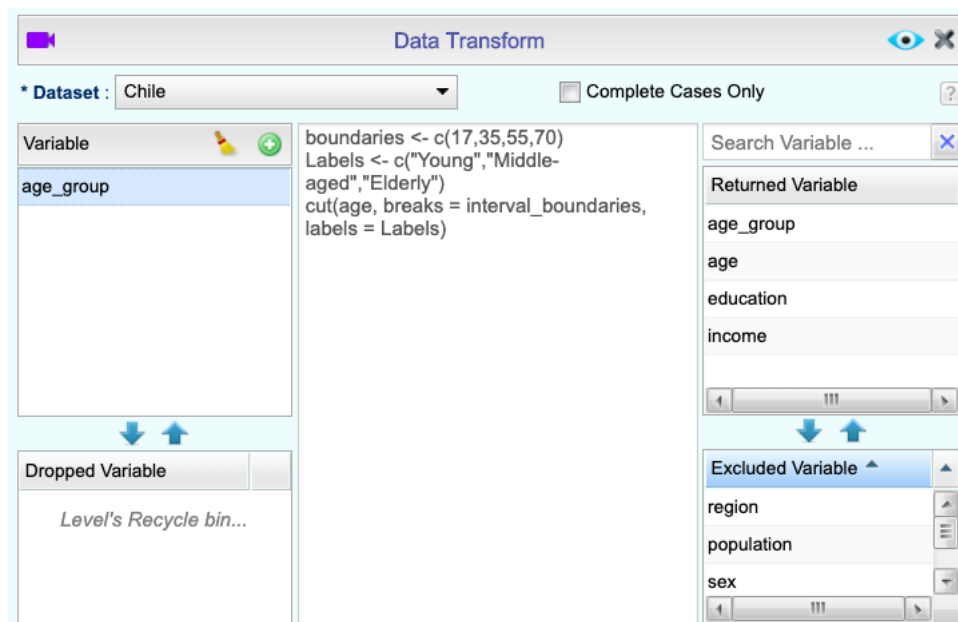 Data Transform
* Dataset : Chile
Complete Cases Only
?
Variable
age_group
Dropped Variable
Level's Recycle bin...
boundaries <- c(17,35,55,70)
Labels <- c("Young","Middle-
aged","Elderly")
cut(age, breaks = interval_boundaries,
labels = Labels)
Search Variable ...
Returned Variable
age_group
age
education
income
Excluded Variable
region
population
sex